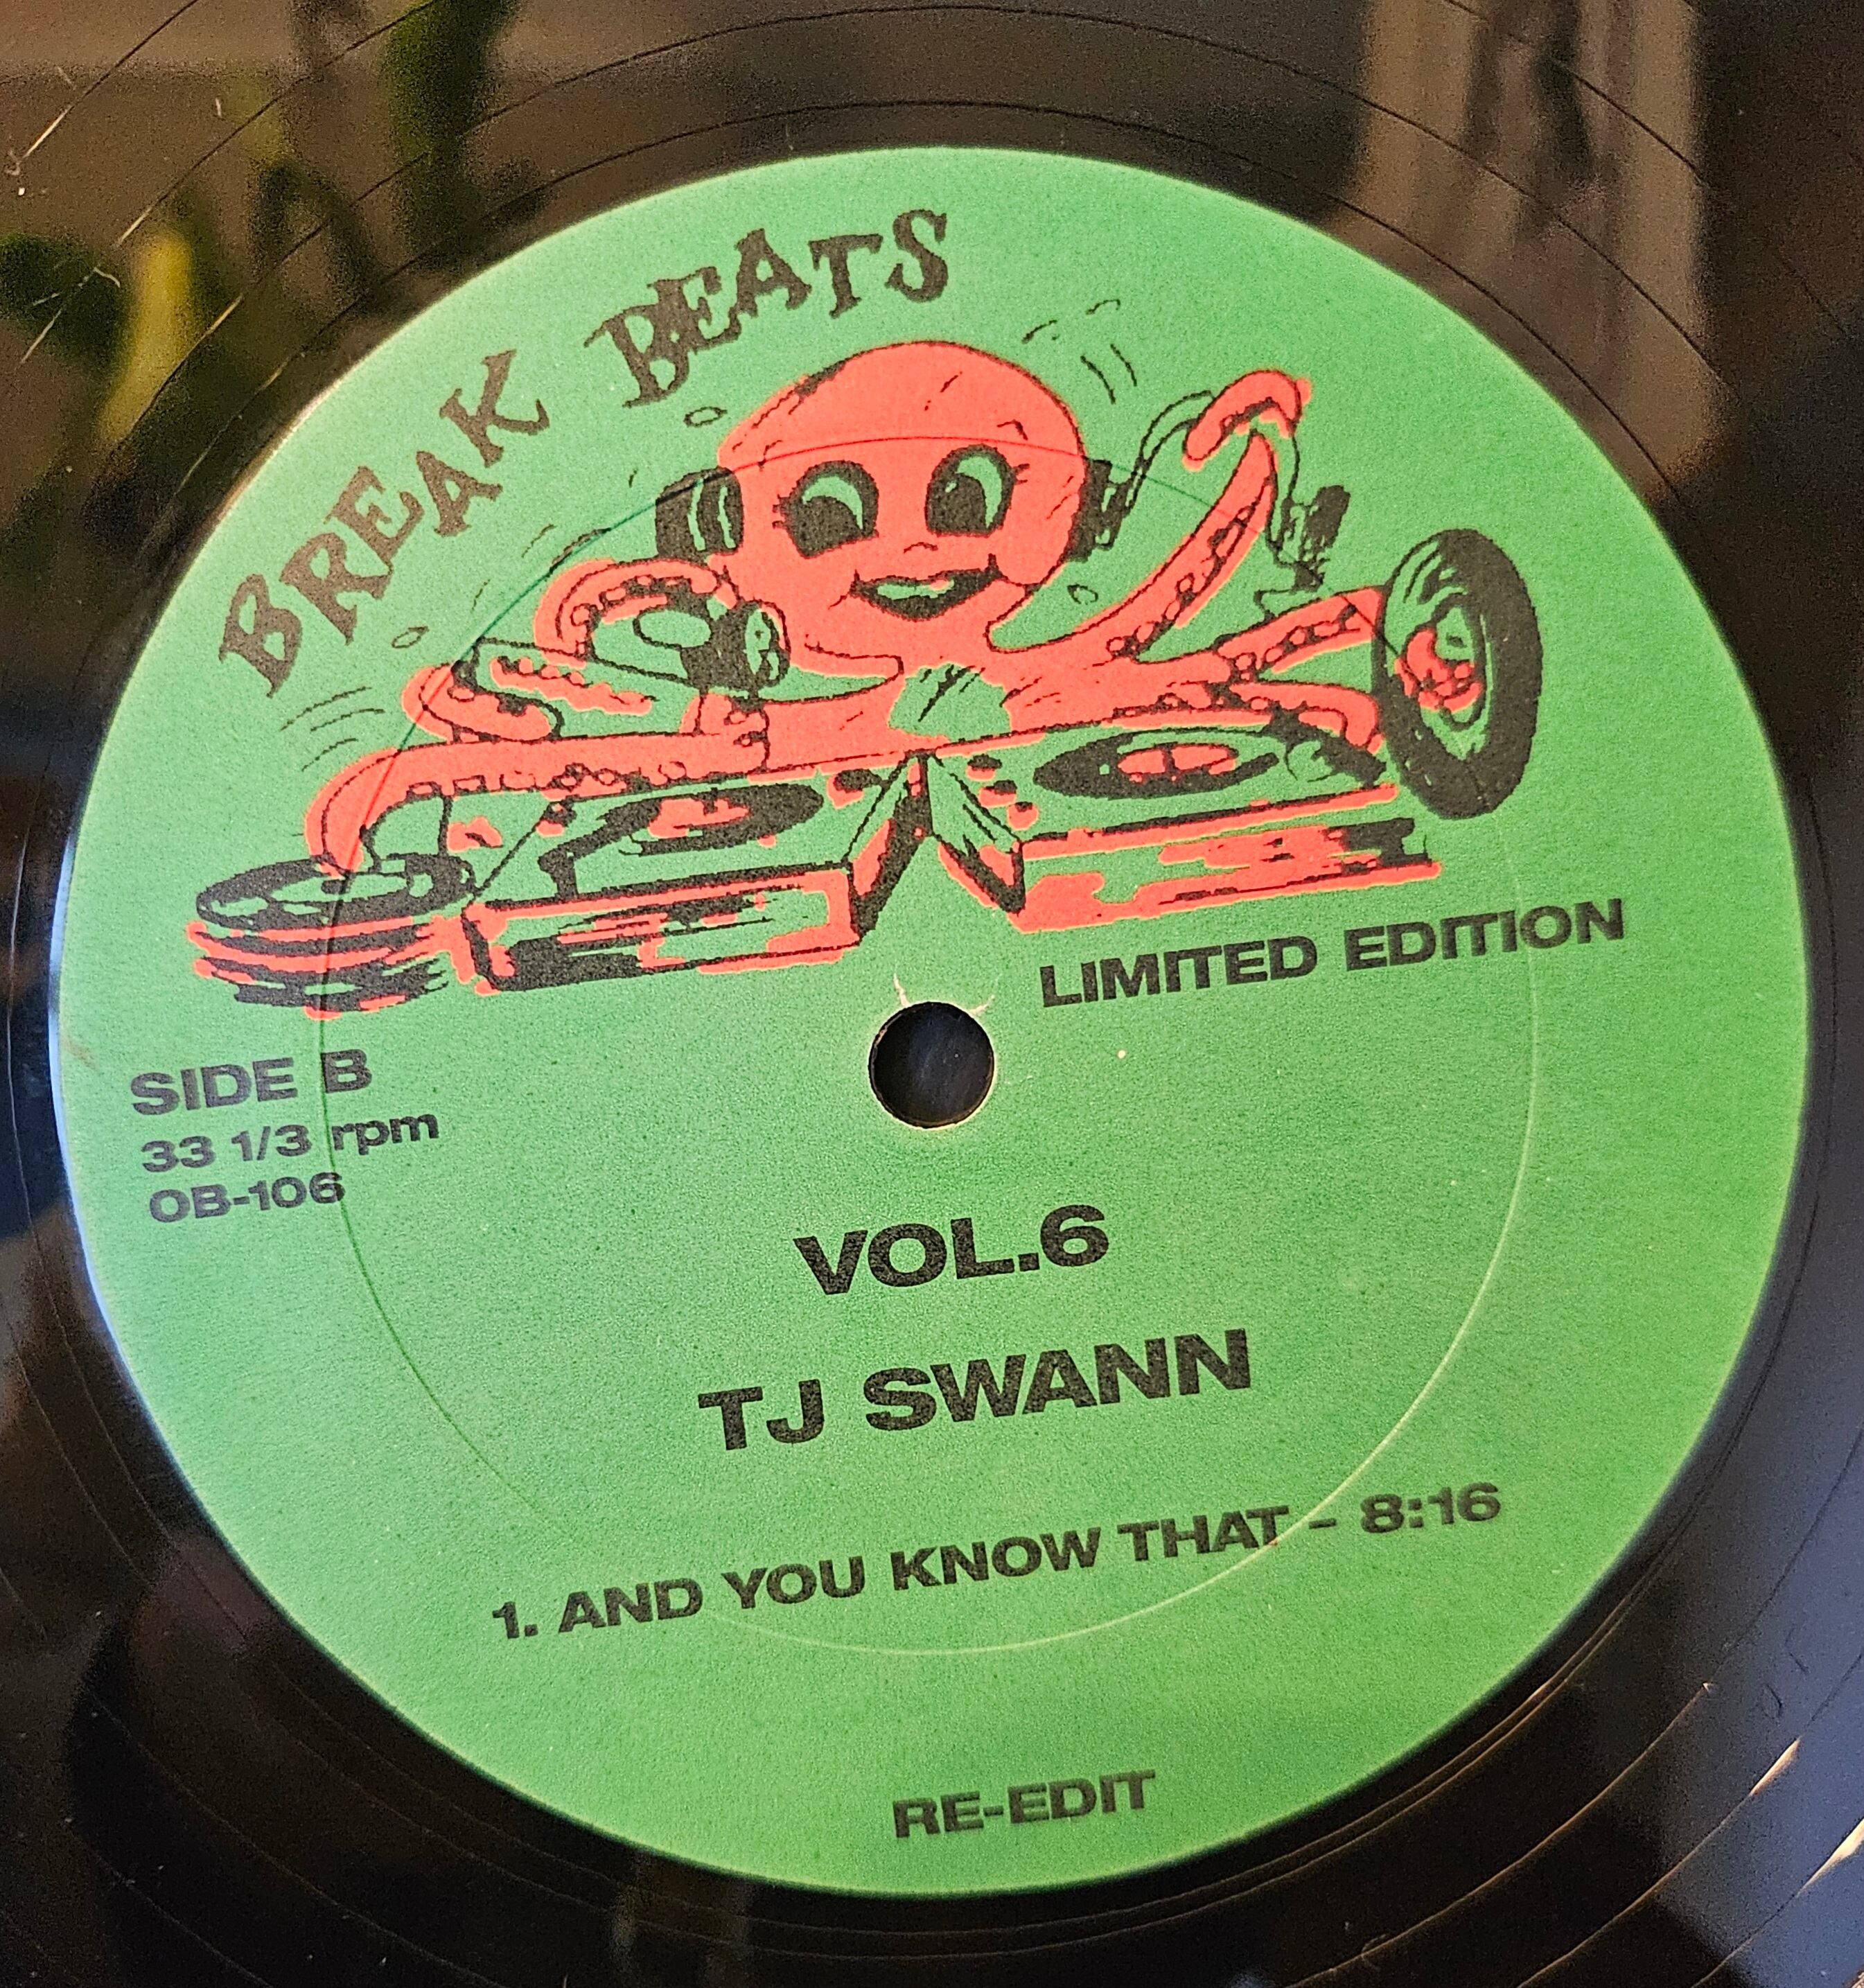 BREAK BEATS
LIMITED EDITION
SIDE B
33 1/3 rpm
OB-106
VOL.6
TJ SWANN
1. AND YOU KNOW THAT – 8:16
RE-EDIT